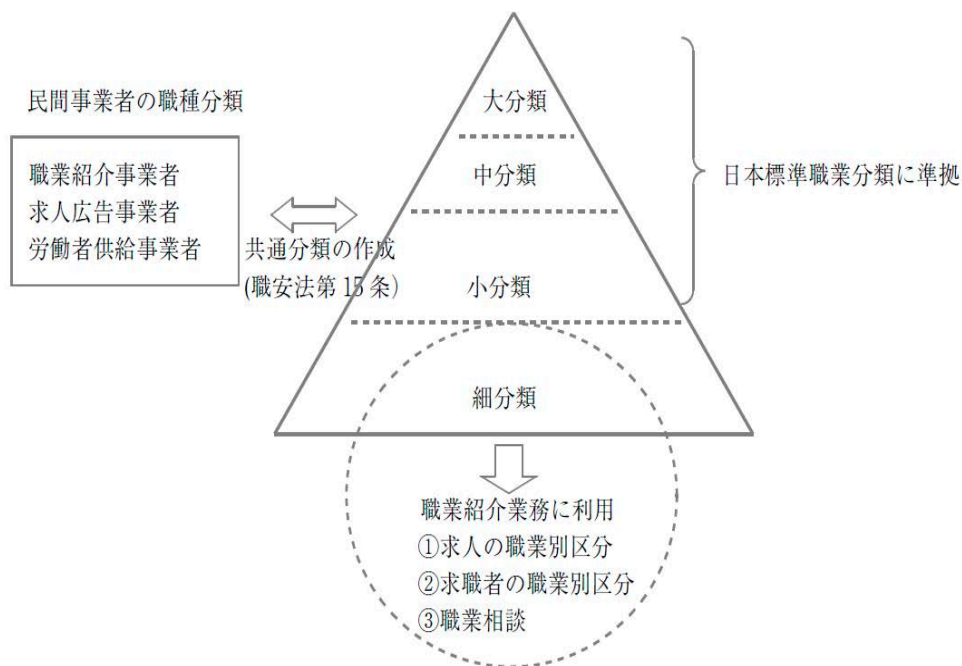 民間事業者の職種分類
職業紹介事業者
求人広告事業者
労働者供給事業者
共通分類の作成
(職安法第15条)
大分類
中分類
小分類
細分類
日本標準職業分類に準拠
職業紹介業務に利用
①求人の職業別区分
②求職者の職業別区分
③職業相談